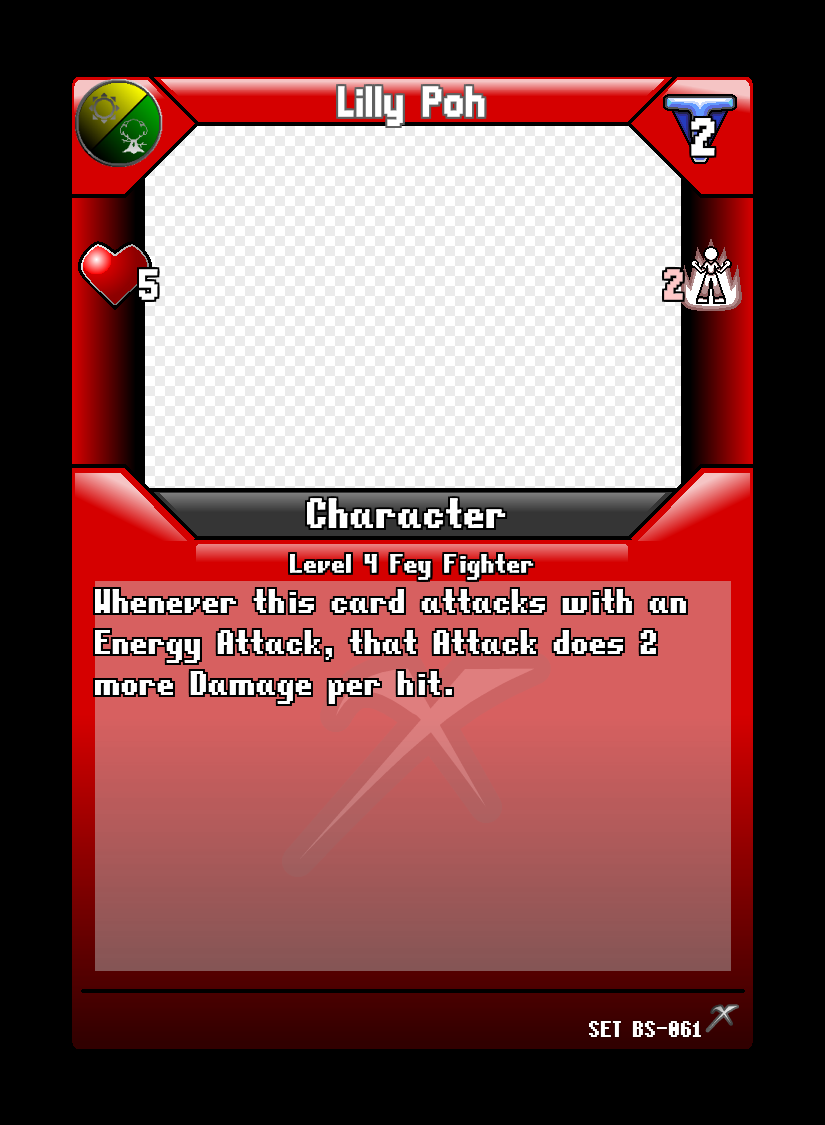 Lilly Poh
2
5
2
Character
Level 4 Fey Fighter
Whenever this card attacks with an
Energy Attack, that Attack does 2
more Damage per hit.
SET BS-061